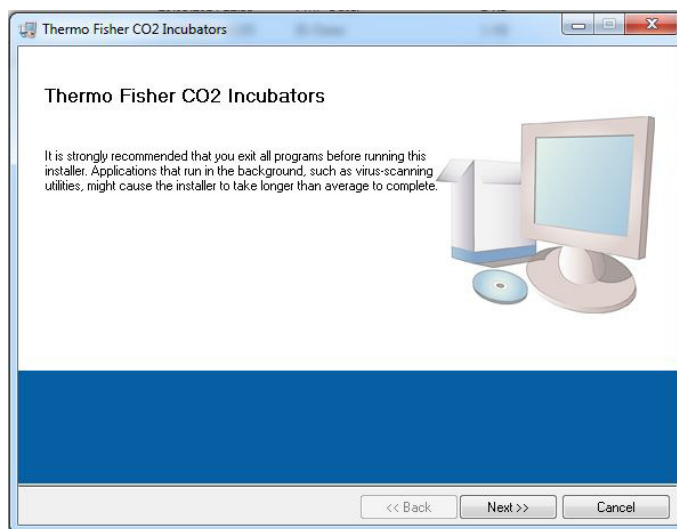 Thermo Fisher CO2 Incubators
Thermo Fisher CO2 Incubators
It is strongly recommended that you exit all programs before running this
installer. Applications that run in the background, such as virus-scanning
utilities, might cause the installer to take longer than average to complete.
<< Back
Next >>
Cancel